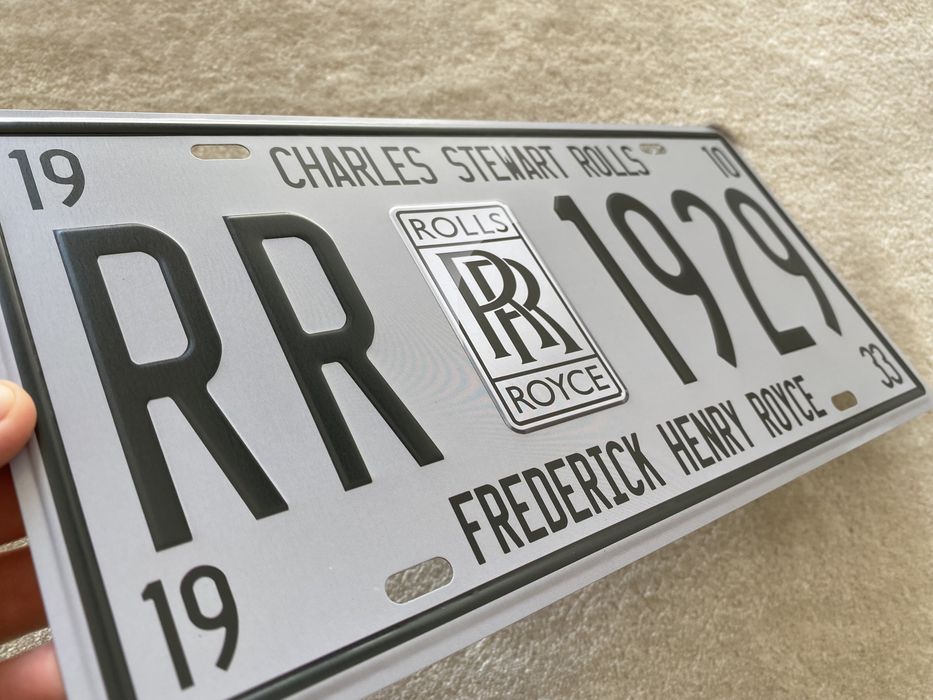 19 CHARLES STEWART ROLLS 10
RR 1929
ROLLS
RR
ROYCE
19 FREDERICK HENRY ROYCE 33